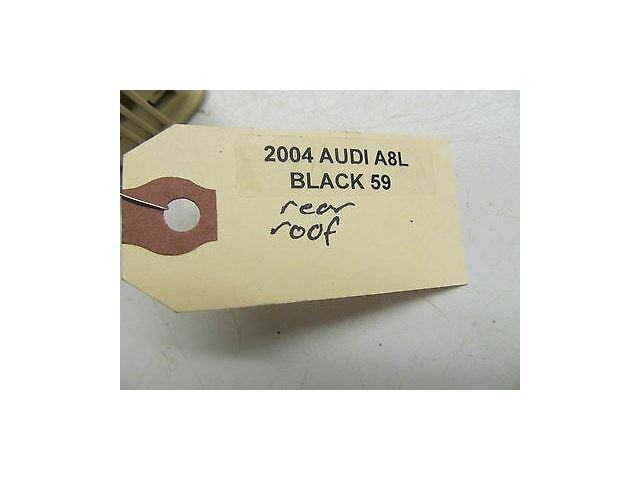 2004 AUDI A8L
BLACK 59
rear
roof